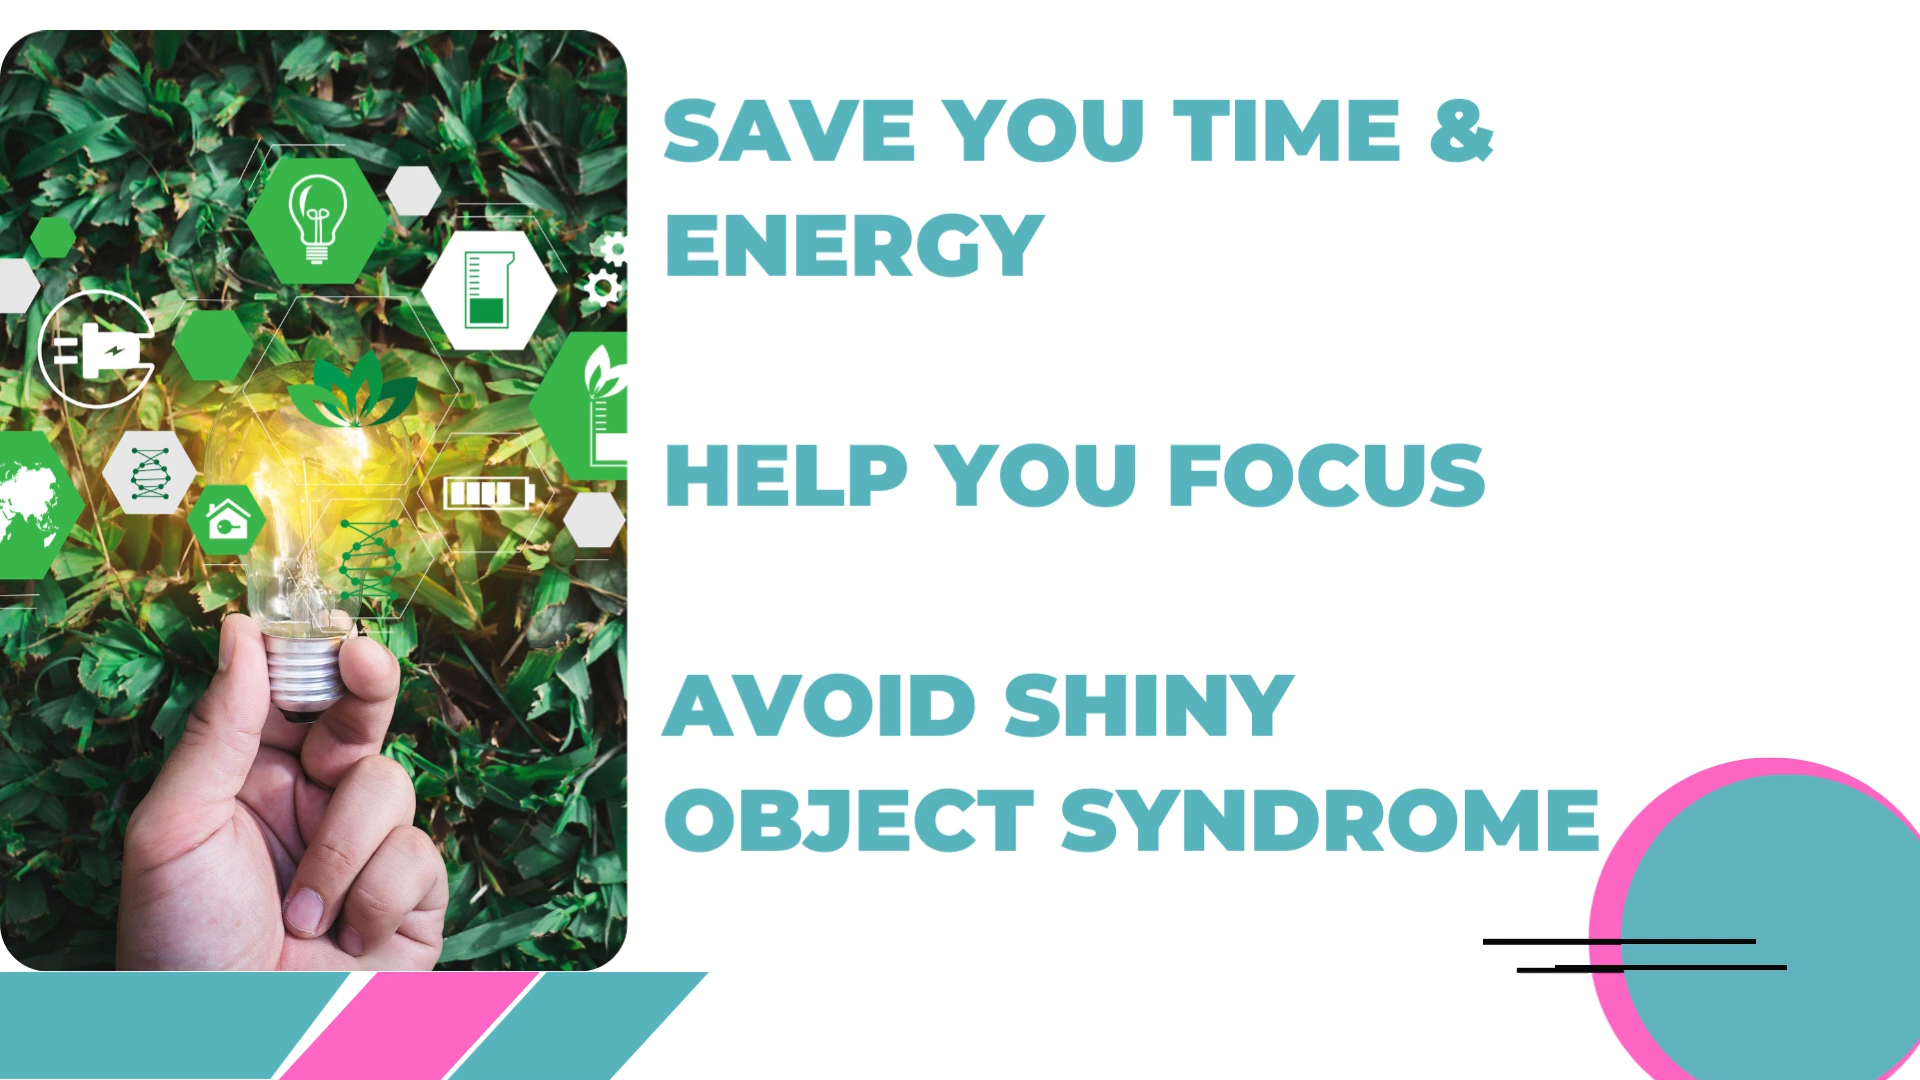 SAVE YOU TIME &
ENERGY
HELP YOU FOCUS
AVOID SHINY
OBJECT SYNDROME